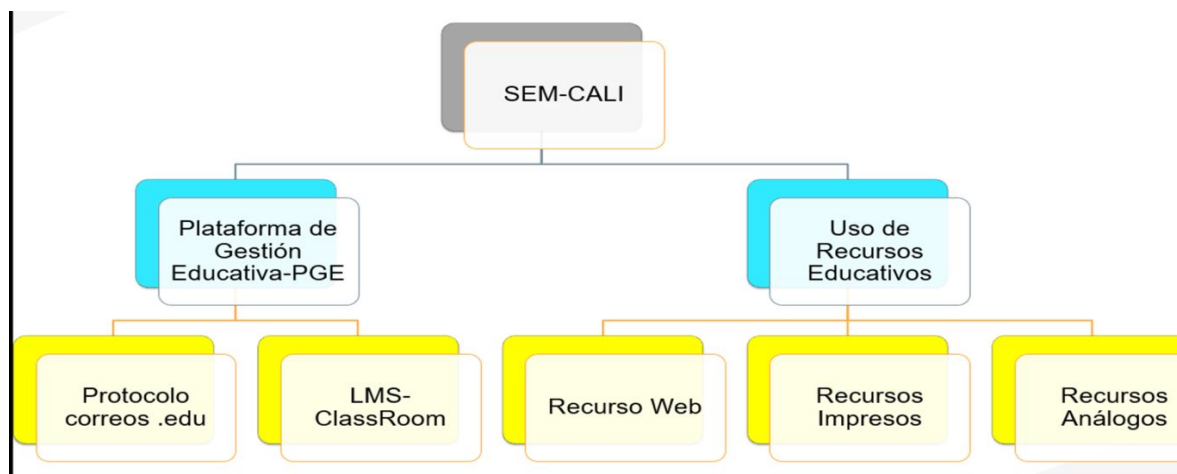 SEM-CALI
Plataforma de
Gestión
Educativa-PGE
Uso de
Recursos
Educativos
Protocolo
correos .edu
LMS-
ClassRoom
Recurso Web
Recursos
Impresos
Recursos
Análogos